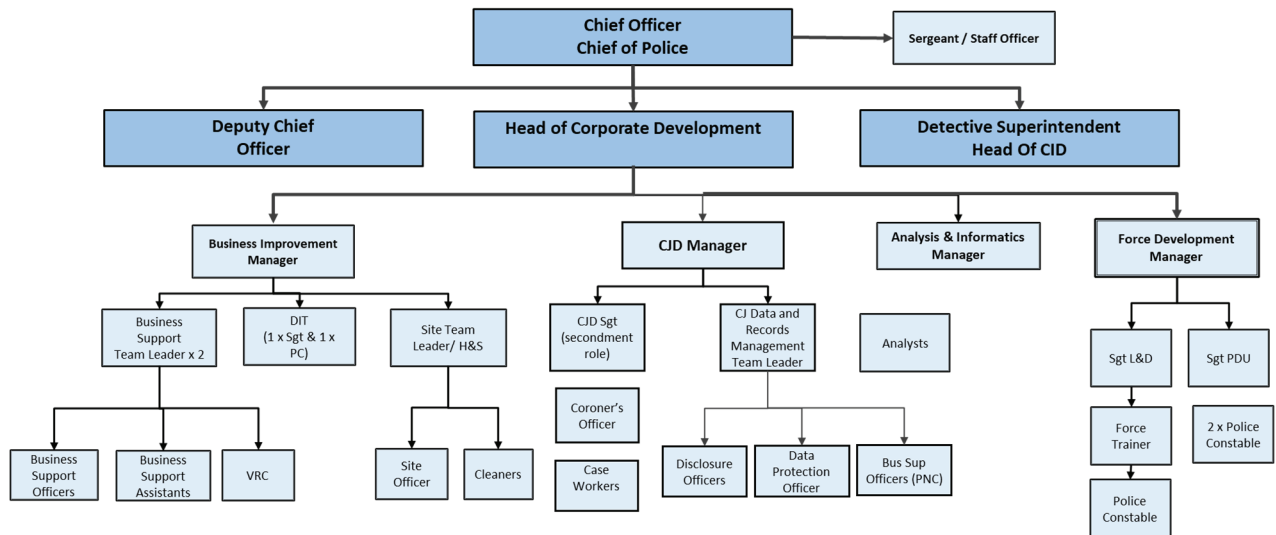 Chief Officer
Chief of Police
Sergeant / Staff Officer
Deputy Chief
Officer
Head of Corporate Development
Detective Superintendent
Head Of CID
Business Improvement
Manager
CJD Manager
Analysis & Informatics
Manager
Force Development
Manager
Business
Support
Team Leader x 2
DIT
(1 x Sgt & 1 x
PC)
Site Team
Leader/ H&S
CJD Sgt
(secondment
role)
CJ Data and
Records
Management
Team Leader
Analysts
Sgt L&D
Sgt PDU
Coroner's
Officer
Force
Trainer
2 x Police
Constable
Business
Support
Officers
Business
Support
Assistants
VRC
Site
Officer
Cleaners
Case
Workers
Disclosure
Officers
Data
Protection
Officer
Bus Sup
Officers (PNC)
Police
Constable